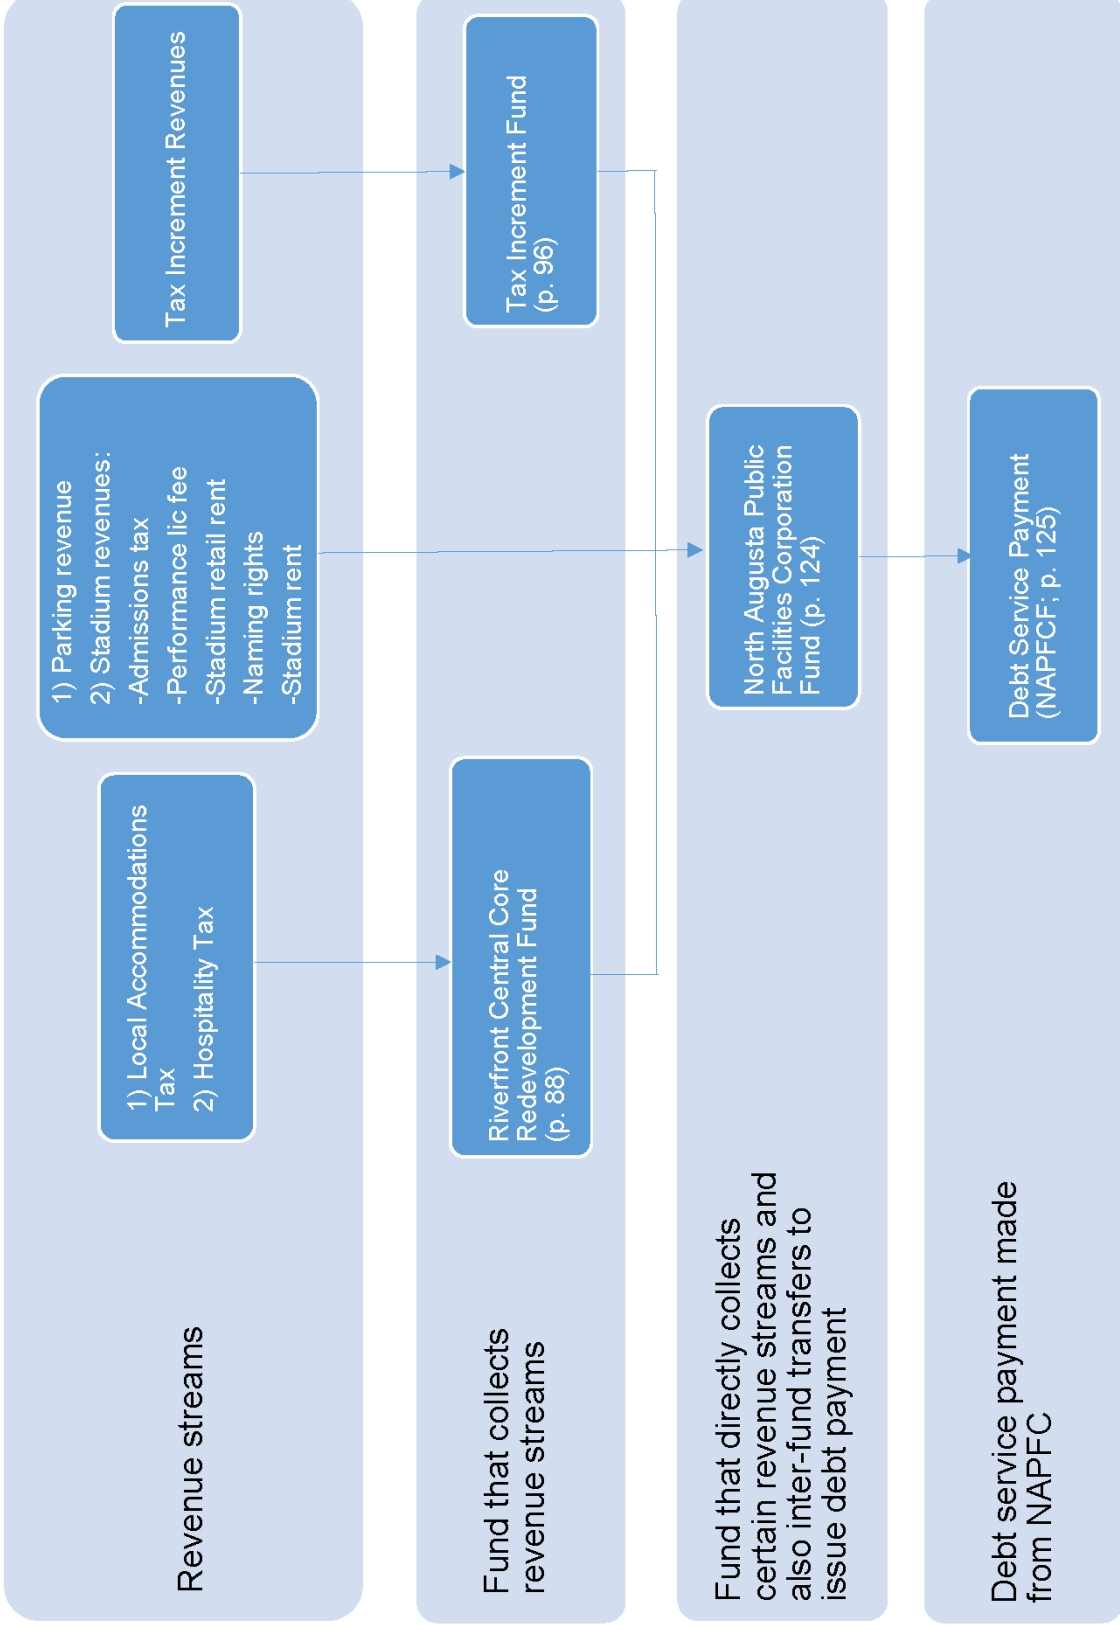 Revenue streams
1) Local Accommodations
Tax
2) Hospitality Tax
1) Parking revenue
2) Stadium revenues:
-Admissions tax
-Performance lic fee
-Stadium retail rent
-Naming rights
-Stadium rent
Tax Increment Revenues
Fund that collects
revenue streams
Riverfront Central Core
Redevelopment Fund
(p. 88)
Tax Increment Fund
(p. 96)
Fund that directly collects
certain revenue streams and
also inter-fund transfers to
issue debt payment
North Augusta Public
Facilities Corporation
Fund (p. 124)
Debt service payment made
from NAPFC
Debt Service Payment
(NAPFCF; p. 125)